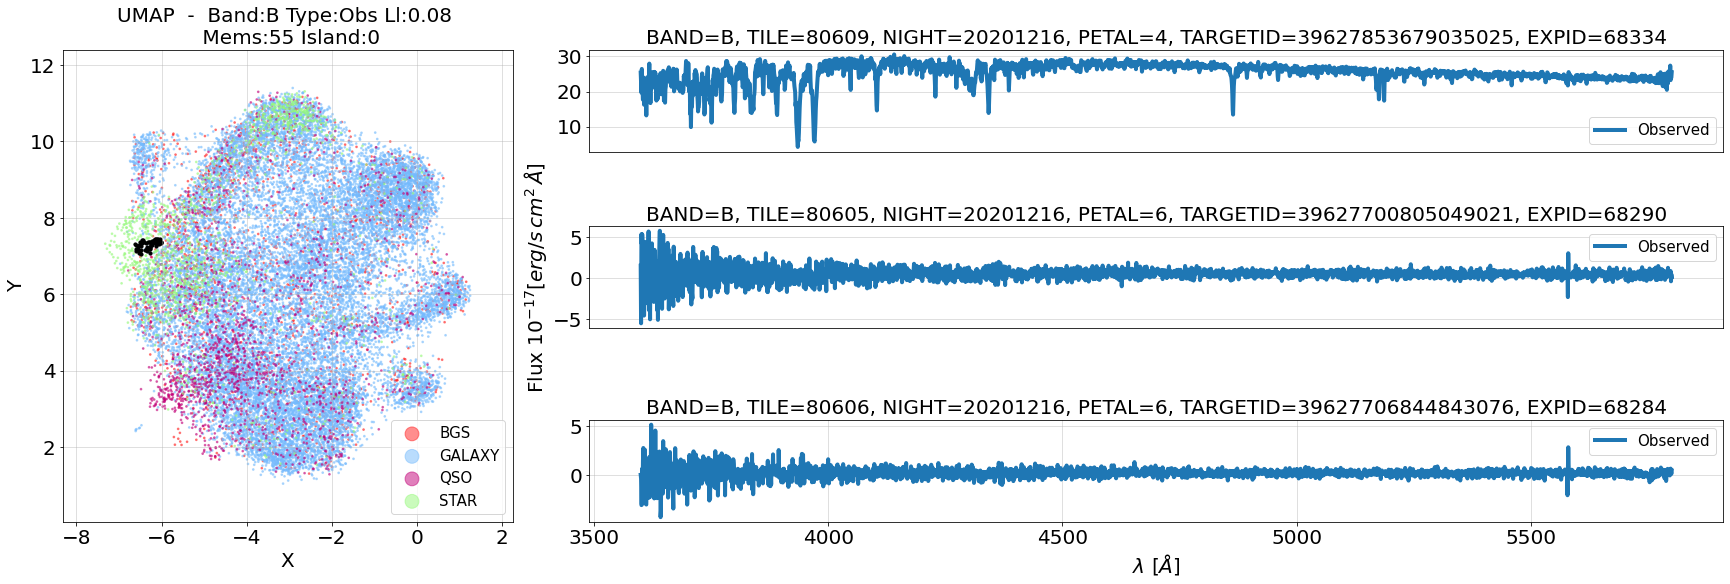 UMAP - Band:B Type:Obs Ll:0.08
Mems:55 Island:0
12
10
8
6
4
2
Y
−8
−6
−4
−2
0
2
X
BGS
GALAXY
QSO
STAR
Flux 10⁻¹⁷[erg/s cm² Å]
BAND=B, TILE=80609, NIGHT=20201216, PETAL=4, TARGETID=39627853679035025, EXPID=68334
30
20
10
Observed
BAND=B, TILE=80605, NIGHT=20201216, PETAL=6, TARGETID=39627700805049021, EXPID=68290
5
0
−5
Observed
BAND=B, TILE=80606, NIGHT=20201216, PETAL=6, TARGETID=39627706844843076, EXPID=68284
5
0
Observed
3500
4000
4500
5000
5500
λ [Å]